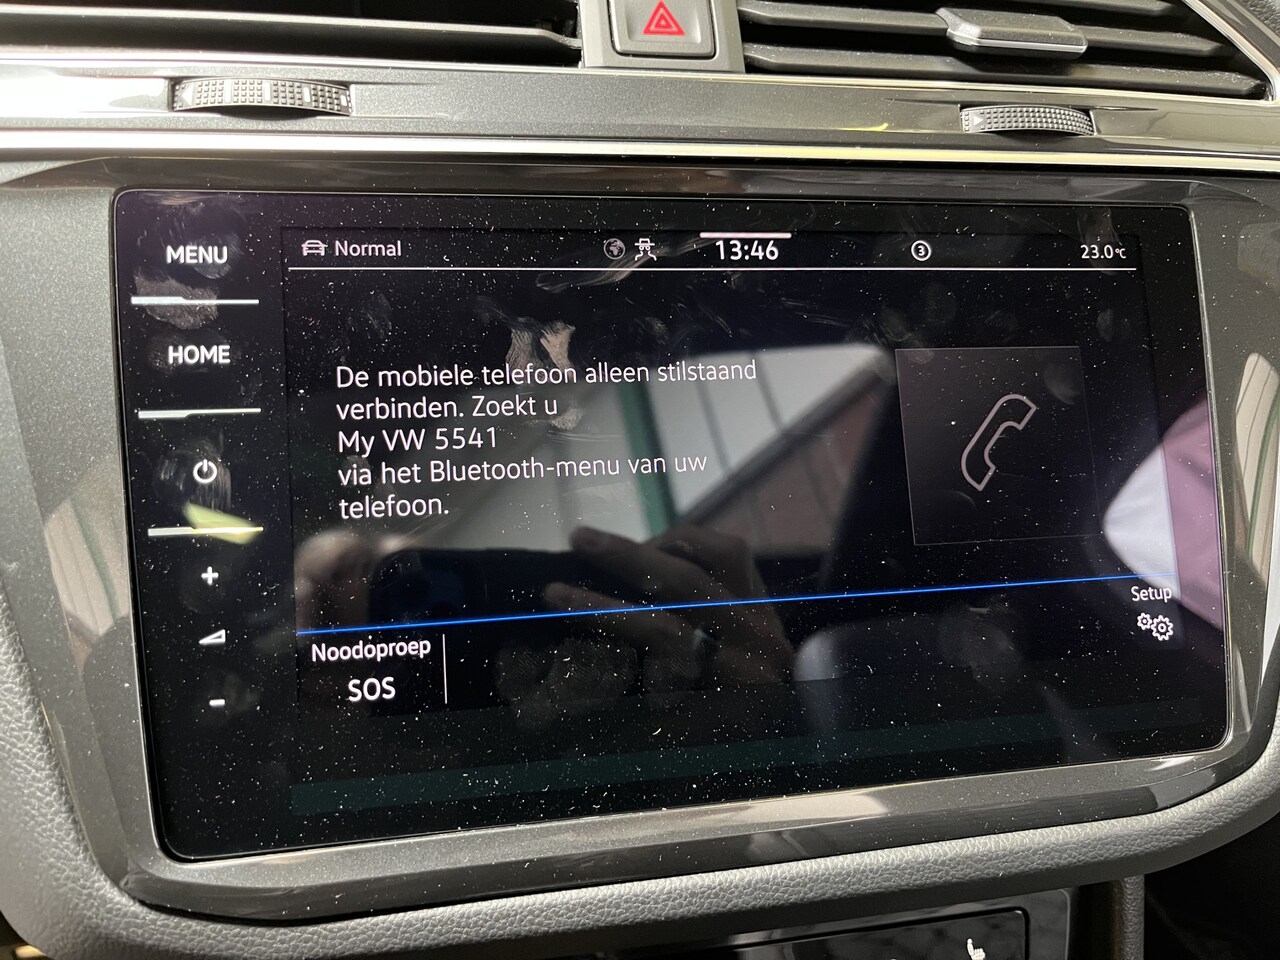 MENU
HOME
Normal
13:46
3
23.0°C
De mobiele telefoon alleen stilstaand
verbinden. Zoekt u
My VW 5541
via het Bluetooth-menu van uw
telefoon.
Setup
Noodoproep
SOS
+
-